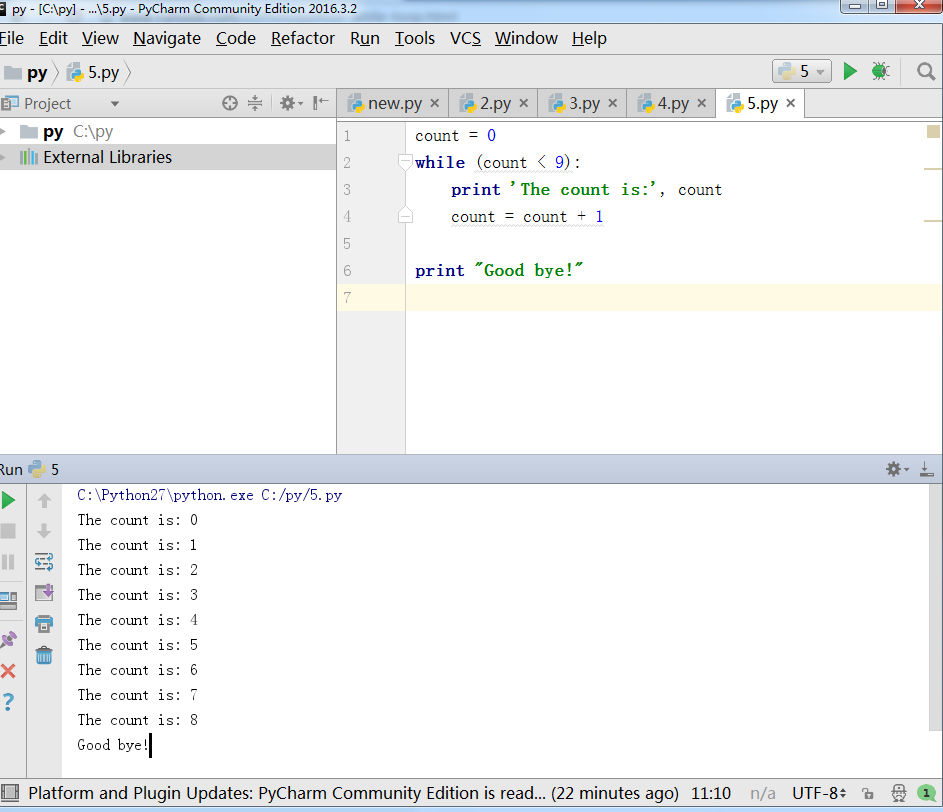 py - [C:\py] - ...\5.py - PyCharm Community Edition 2016.3.2
File Edit View Navigate Code Refactor Run Tools VCS Window Help
py 5.py 5
Project new.py 2.py 3.py 4.py 5.py
py C:\py
External Libraries
1 count = 0
2 while (count < 9):
3 print 'The count is:', count
4 count = count + 1
5
6 print "Good bye!"
7
Run 5
C:\Python27\python.exe C:/py/5.py
The count is: 0
The count is: 1
The count is: 2
The count is: 3
The count is: 4
The count is: 5
The count is: 6
The count is: 7
The count is: 8
Good bye!
Platform and Plugin Updates: PyCharm Community Edition is read... (22 minutes ago) 11:10 n/a UTF-8 1